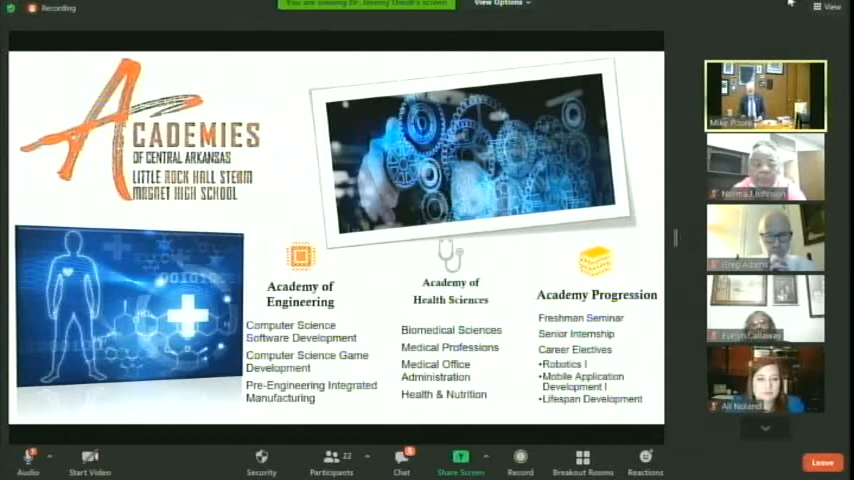 Recording
You are viewing Dr. Jeremy Owoh's screen
View Options
View
ACADEMIES
OF CENTRAL ARKANSAS
LITTLE ROCK HALL STEAM
MAGNET HIGH SCHOOL
Academy of
Engineering
Computer Science
Software Development
Computer Science Game
Development
Pre-Engineering Integrated
Manufacturing
Academy of
Health Sciences
Biomedical Sciences
Medical Professions
Medical Office
Administration
Health & Nutrition
Academy Progression
Freshman Seminar
Senior Internship
Career Electives
•Robotics I
•Mobile Application
Development I
•Lifespan Development
Mike Poore
Norma Johnson
Greg Adams
Evelyn Callaway
Ali Noland
Audio
Start Video
Security
Participants
22
Chat
Share Screen
Record
Breakout Rooms
Reactions
Leave